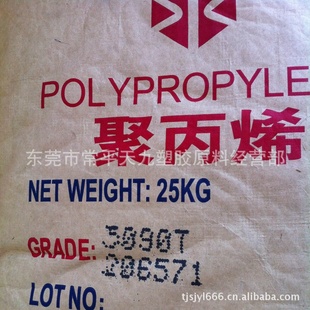 POLYPROPYLE
聚丙烯
东莞市常平天九塑胶原料经营部
NET WEIGHT: 25KG
GRADE: 3090T
206571
LOT NO:
tjsjyl666.cn.alibaba.com